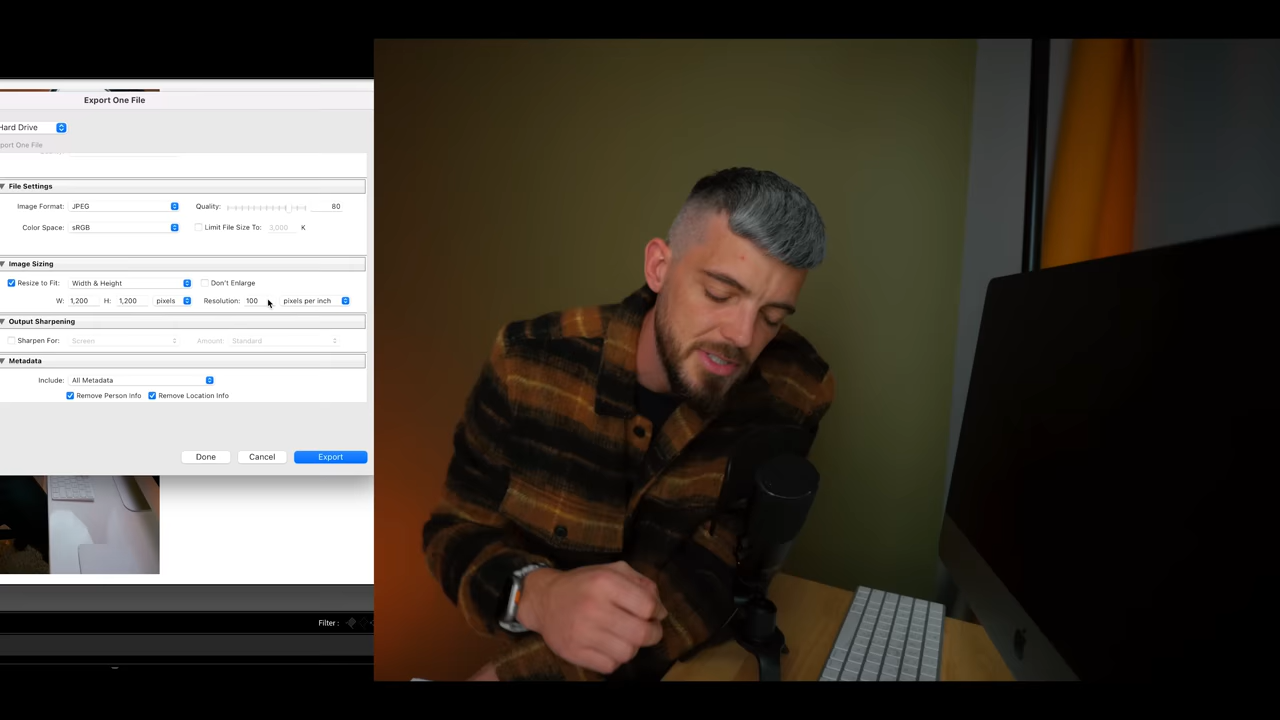 Export One File
Hard Drive
port One File
File Settings
Image Format: JPEG Quality: 80
Color Space: sRGB Limit File Size To: 3,000 K
Image Sizing
Resize to Fit: Width & Height Don't Enlarge
W: 1,200 H: 1,200 pixels Resolution: 100 pixels per inch
Output Sharpening
Sharpen For: Screen Amount: Standard
Metadata
Include: All Metadata
Remove Person Info Remove Location Info
Done Cancel Export
Filter :